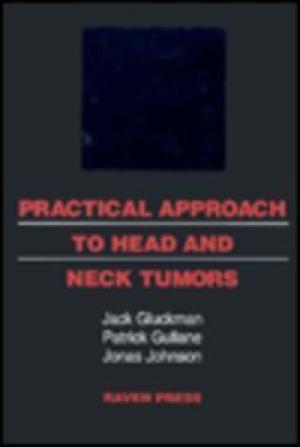 PRACTICAL APPROACH
TO HEAD AND
NECK TUMORS
Jack Gluckman
Patrick Gullane
Jonas Johnson
RAVEN PRESS